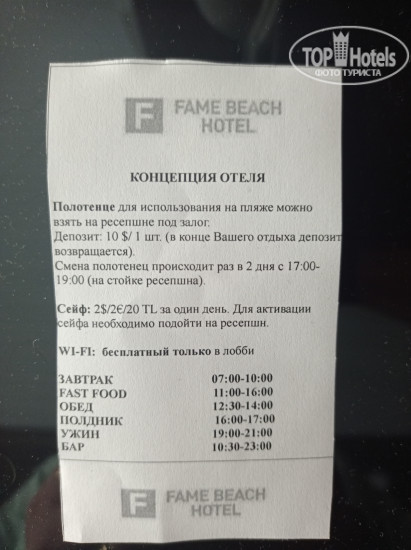 TOP Hotels
ФОТО ТУРИСТА
F FAME BEACH
HOTEL
КОНЦЕПЦИЯ ОТЕЛЯ
Полотенце для использования на пляже можно
взять на ресепшне под залог.
Депозит: 10 $/ 1 шт. (в конце Вашего отдыха депозит
возвращается).
Смена полотенец происходит раз в 2 дня с 17:00-
19:00 (на стойке ресепшна).
Сейф: 2$/2€/20 TL за один день. Для активации
сейфа необходимо подойти на ресепшн.
WI-FI: бесплатный только в лобби
ЗАВТРАК 07:00-10:00
FAST FOOD 11:00-16:00
ОБЕД 12:30-14:00
ПОЛДНИК 16:00-17:00
УЖИН 19:00-21:00
БАР 10:30-23:00
F FAME BEACH
HOTEL